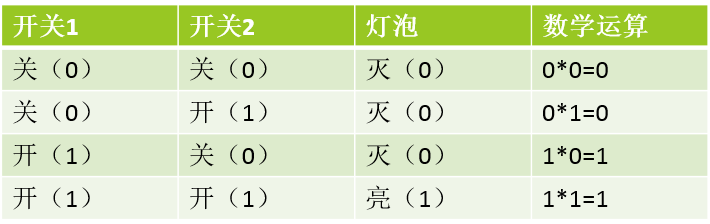 开关1 开关2 灯泡 数学运算
关（0） 关（0） 灭（0） 0*0=0
关（0） 开（1） 灭（0） 0*1=0
开（1） 关（0） 灭（0） 1*0=1
开（1） 开（1） 亮（1） 1*1=1